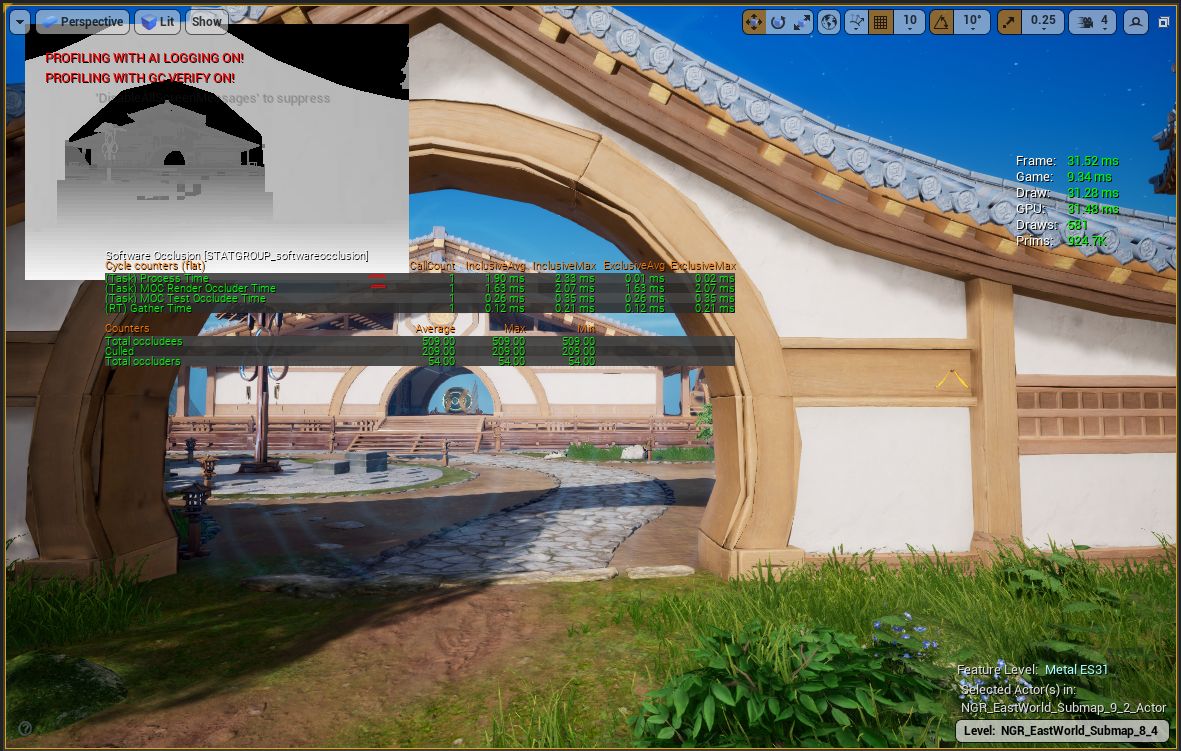 Perspective Lit Show 10 10° 0.25 4
PROFILING WITH AI LOGGING ON!
PROFILING WITH GC VERIFY ON!
to suppress
Frame: 31.52 ms
Game: 9.34 ms
Draw: 31.28 ms
GPU: 31.48 ms
Draws: 581
Prims: 924.7K
Software Occlusion [STATGROUP_softwareocclusion]
Cycle counters (flat) CallCount InclusiveAvg InclusiveMax ExclusiveAvg ExclusiveMax
(Task) Process Time 1 1.90 ms 2.33 ms 0.01 ms 0.02 ms
(Task) MOC Render Occluder Time 1 1.63 ms 2.07 ms 1.63 ms 2.07 ms
(Task) MOC Test Occludee Time 1 0.26 ms 0.35 ms 0.26 ms 0.35 ms
(RT) Gather Time 1 0.12 ms 0.21 ms 0.12 ms 0.21 ms
Counters Average Max Min
Total occludees 509.00 509.00 509.00
Culled 209.00 209.00 209.00
Total occluders 54.00 54.00 54.00
Feature Level: Metal ES31
Selected Actor(s) in:
NGR_EastWorld_Submap_9_2_Actor
Level: NGR_EastWorld_Submap_8_4